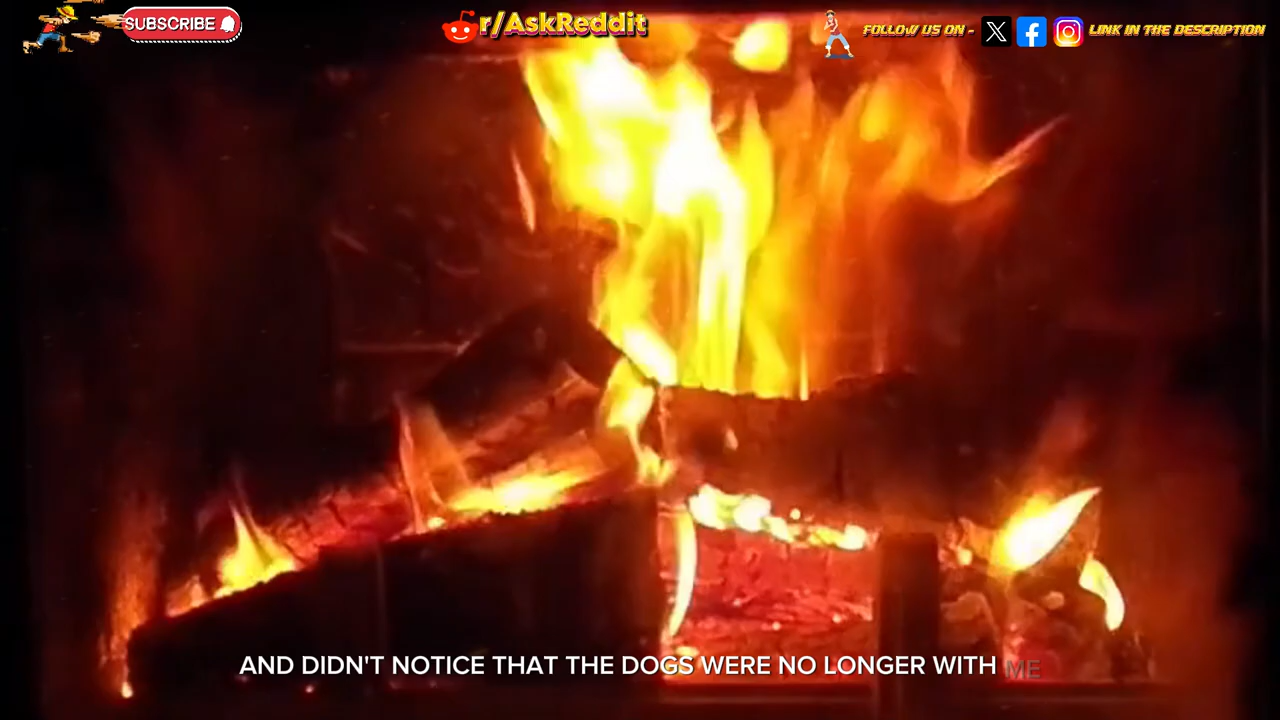 SUBSCRIBE
r/AskReddit
FOLLOW US ON -
LINK IN THE DESCRIPTION
AND DIDN'T NOTICE THAT THE DOGS WERE NO LONGER WITH ME